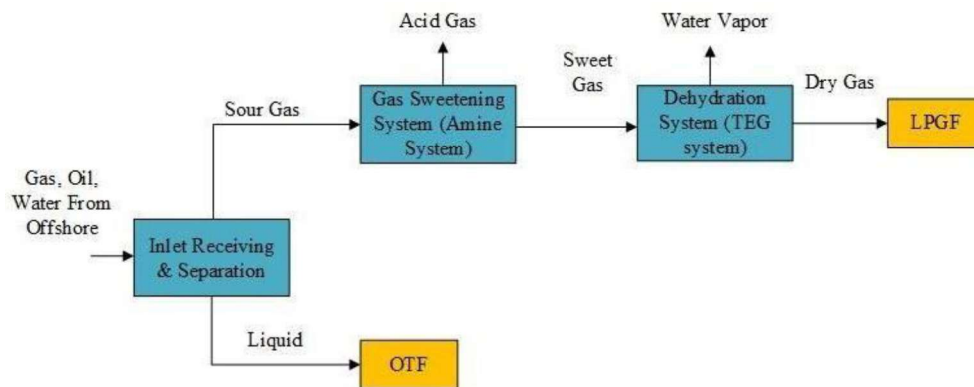 Acid Gas
Water Vapor
Sweet
Gas
Dry Gas
Sour Gas
Gas Sweetening
System (Amine
System)
Dehydration
System (TEG
system)
LPGF
Gas, Oil,
Water From
Offshore
Inlet Receiving
& Separation
Liquid
OTF